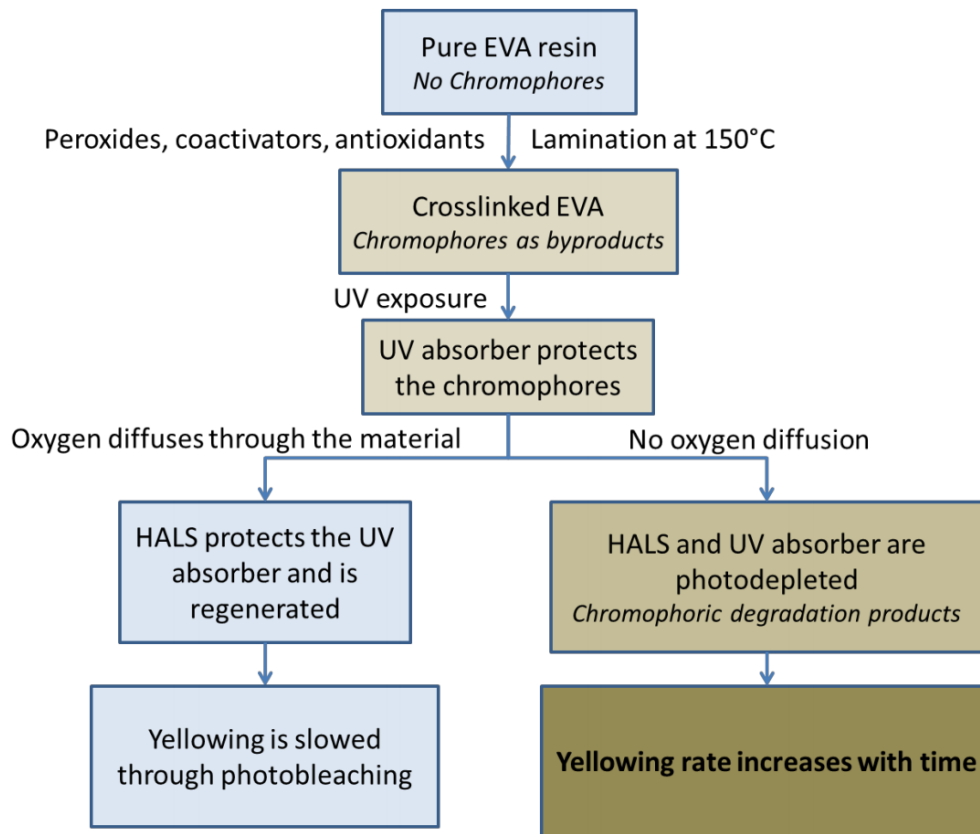 Pure EVA resin
No Chromophores
Peroxides, coactivators, antioxidants
Lamination at 150°C
Crosslinked EVA
Chromophores as byproducts
UV exposure
UV absorber protects
the chromophores
Oxygen diffuses through the material
No oxygen diffusion
HALS protects the UV
absorber and is
regenerated
HALS and UV absorber are
photodepleted
Chromophoric degradation products
Yellowing is slowed
through photobleaching
Yellowing rate increases with time